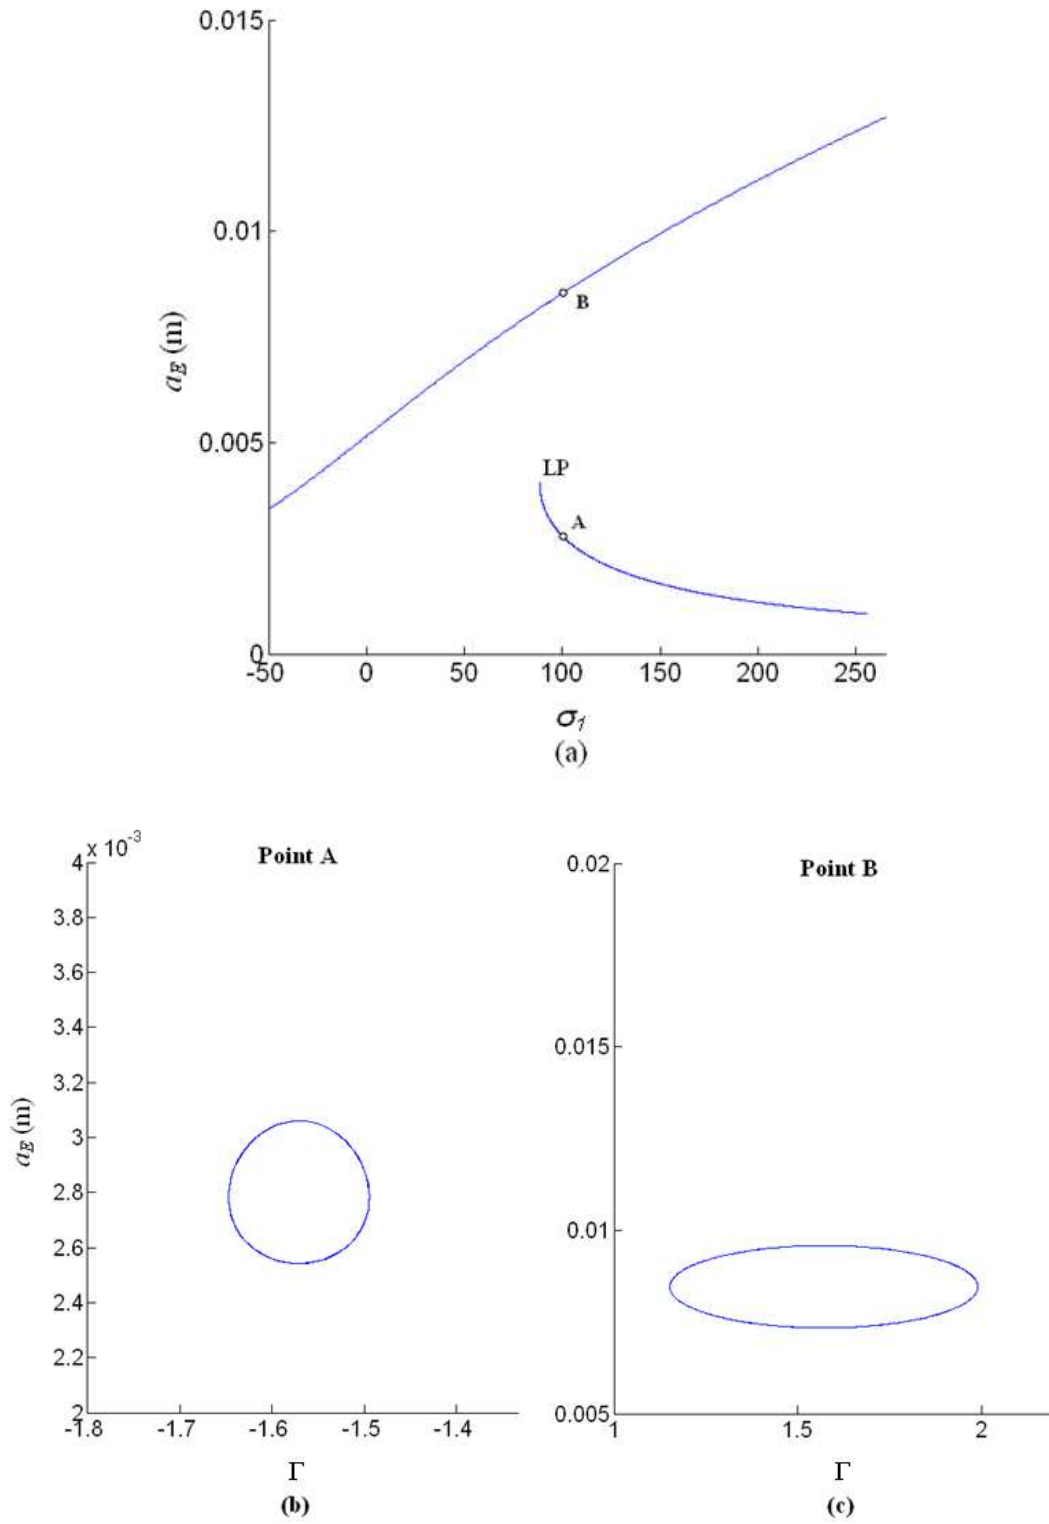 0.015
0.01
a_E (m)
B
0.005
LP
A
0
-50 0 50 100 150 200 250
σ_1
(a)
x 10^-3
Point A
4
3.8
3.6
3.4
3.2
3
2.8
2.6
2.4
2.2
2
a_E (m)
-1.8 -1.7 -1.6 -1.5 -1.4
Γ
(b)
Point B
0.02
0.015
0.01
0.005
1 1.5 2
Γ
(c)